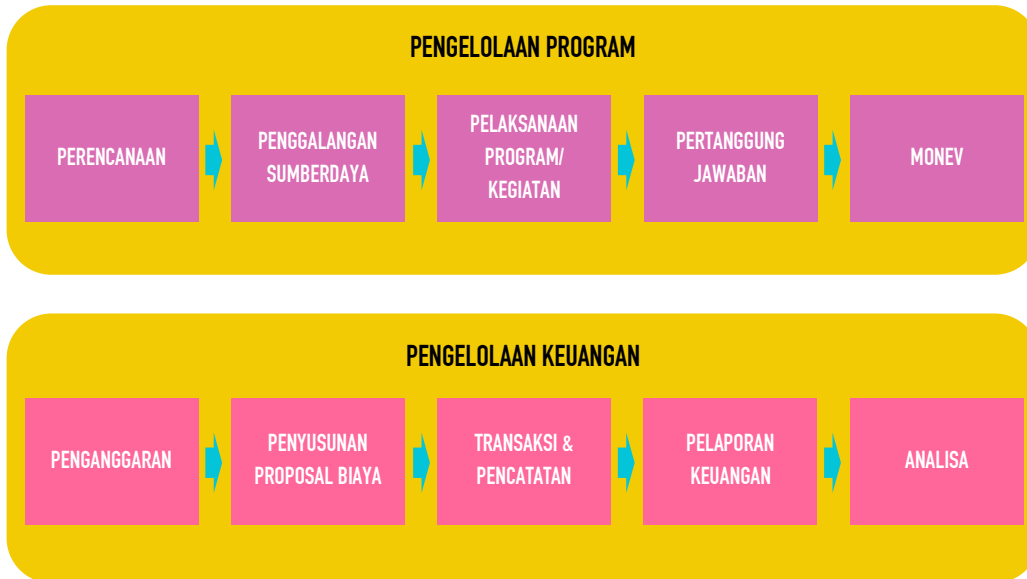 PENGELOLAAN PROGRAM
PERENCANAAN
PENGGALANGAN
SUMBERDAYA
PELAKSANAAN
PROGRAM/
KEGIATAN
PERTANGGUNG
JAWABAN
MONEV
PENGELOLAAN KEUANGAN
PENGANGGARAN
PENYUSUNAN
PROPOSAL BIAYA
TRANSAKSI &
PENCATATAN
PELAPORAN
KEUANGAN
ANALISA